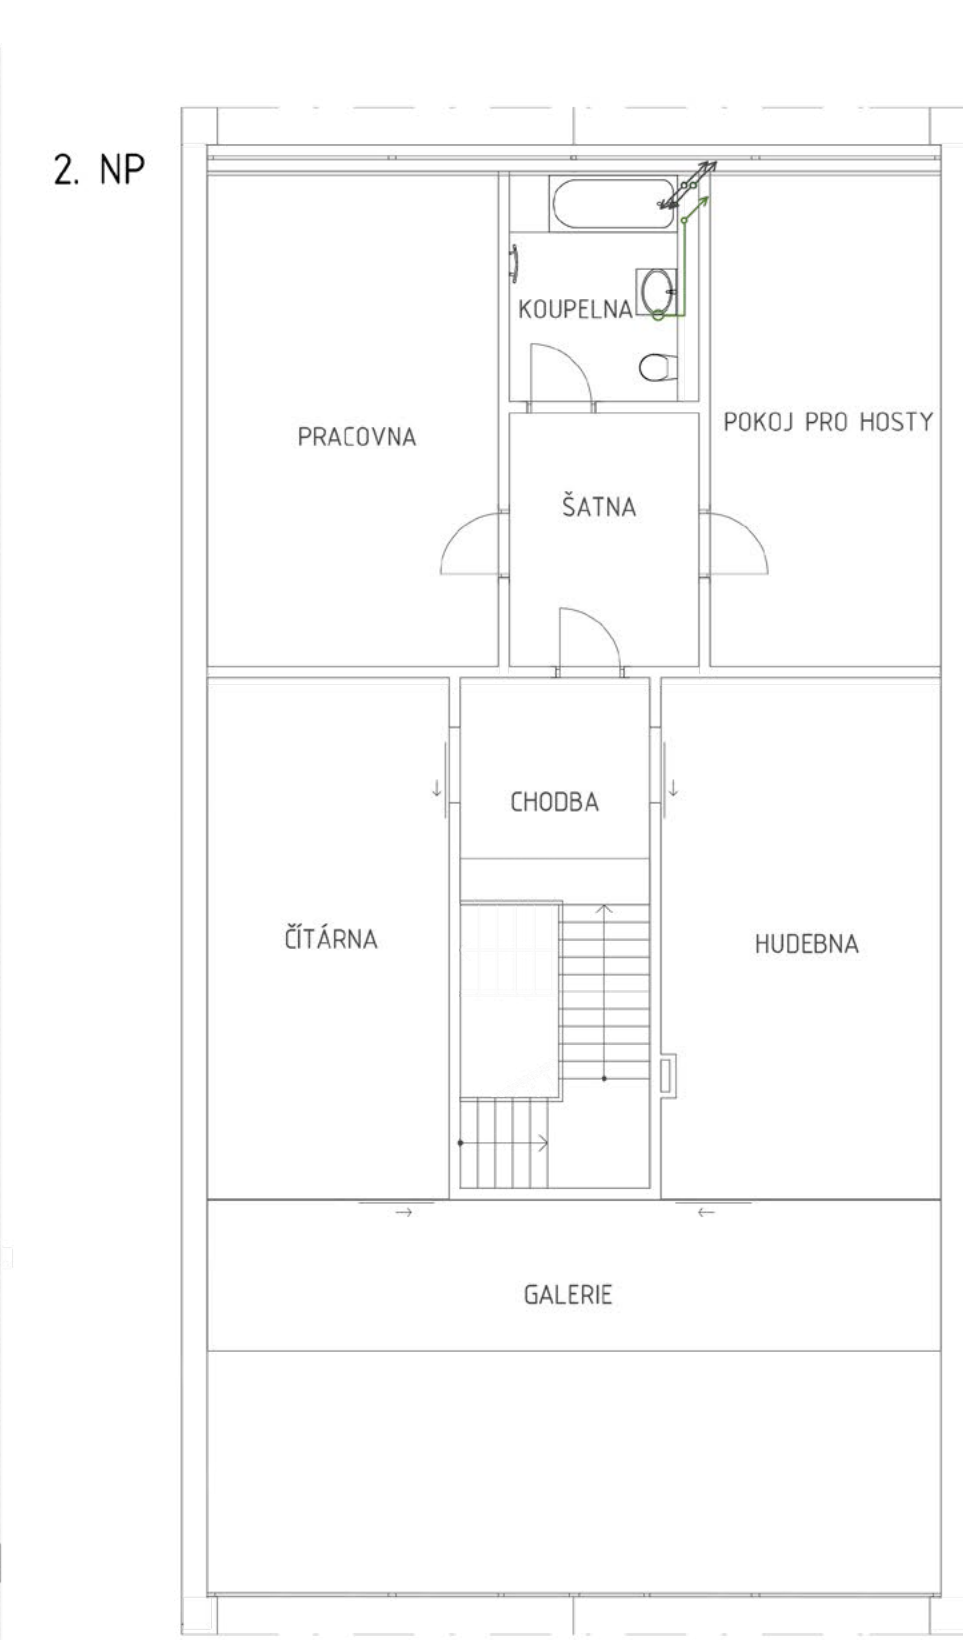 2. NP
KOUPELNA
PRACOVNA
POKOJ PRO HOSTY
ŠATNA
CHODBA
ČÍTÁRNA
HUDEBNA
GALERIE